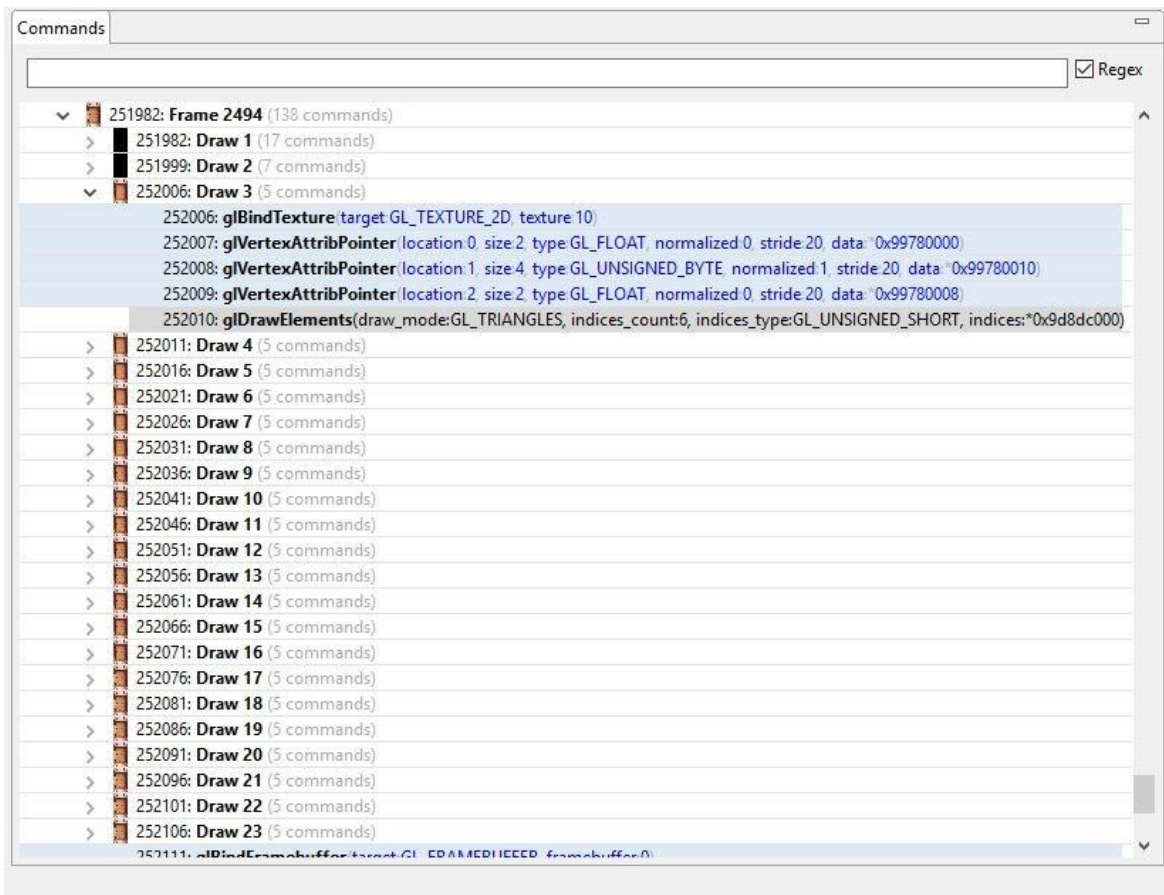 Commands
Regex
251982: Frame 2494 (138 commands)
251982: Draw 1 (17 commands)
251999: Draw 2 (7 commands)
252006: Draw 3 (5 commands)
252006: glBindTexture(target:GL_TEXTURE_2D, texture:10)
252007: glVertexAttribPointer(location:0, size:2, type:GL_FLOAT, normalized:0, stride:20, data:*0x99780000)
252008: glVertexAttribPointer(location:1, size:4, type:GL_UNSIGNED_BYTE, normalized:1, stride:20, data:*0x99780010)
252009: glVertexAttribPointer(location:2, size:2, type:GL_FLOAT, normalized:0, stride:20, data:*0x99780008)
252010: glDrawElements(draw_mode:GL_TRIANGLES, indices_count:6, indices_type:GL_UNSIGNED_SHORT, indices:*0x9d8dc000)
252011: Draw 4 (5 commands)
252016: Draw 5 (5 commands)
252021: Draw 6 (5 commands)
252026: Draw 7 (5 commands)
252031: Draw 8 (5 commands)
252036: Draw 9 (5 commands)
252041: Draw 10 (5 commands)
252046: Draw 11 (5 commands)
252051: Draw 12 (5 commands)
252056: Draw 13 (5 commands)
252061: Draw 14 (5 commands)
252066: Draw 15 (5 commands)
252071: Draw 16 (5 commands)
252076: Draw 17 (5 commands)
252081: Draw 18 (5 commands)
252086: Draw 19 (5 commands)
252091: Draw 20 (5 commands)
252096: Draw 21 (5 commands)
252101: Draw 22 (5 commands)
252106: Draw 23 (5 commands)
252111: glBindFramebuffer(target:GL_FRAMEBUFFER, framebuffer:0)